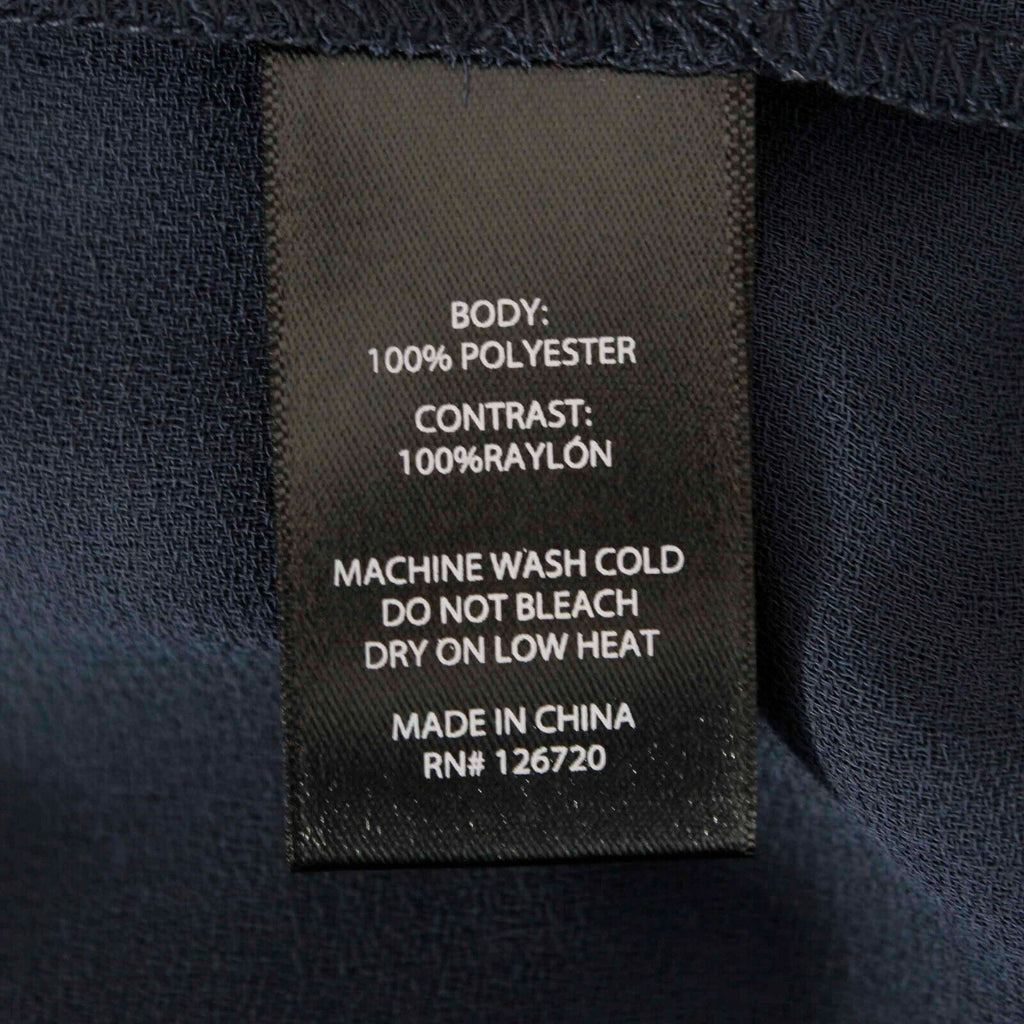 BODY:
100% POLYESTER
CONTRAST:
100%RAYLÓN
MACHINE WASH COLD
DO NOT BLEACH
DRY ON LOW HEAT
MADE IN CHINA
RN# 126720